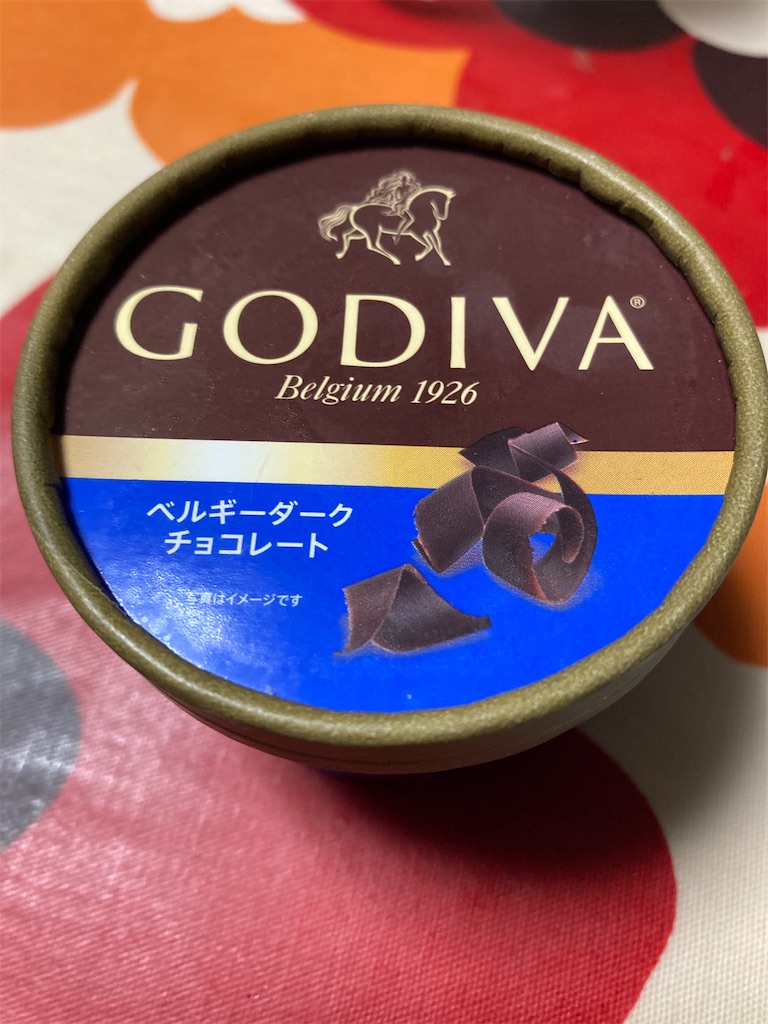 GODIVA®
Belgium 1926
ベルギーダーク
チョコレート
写真はイメージです